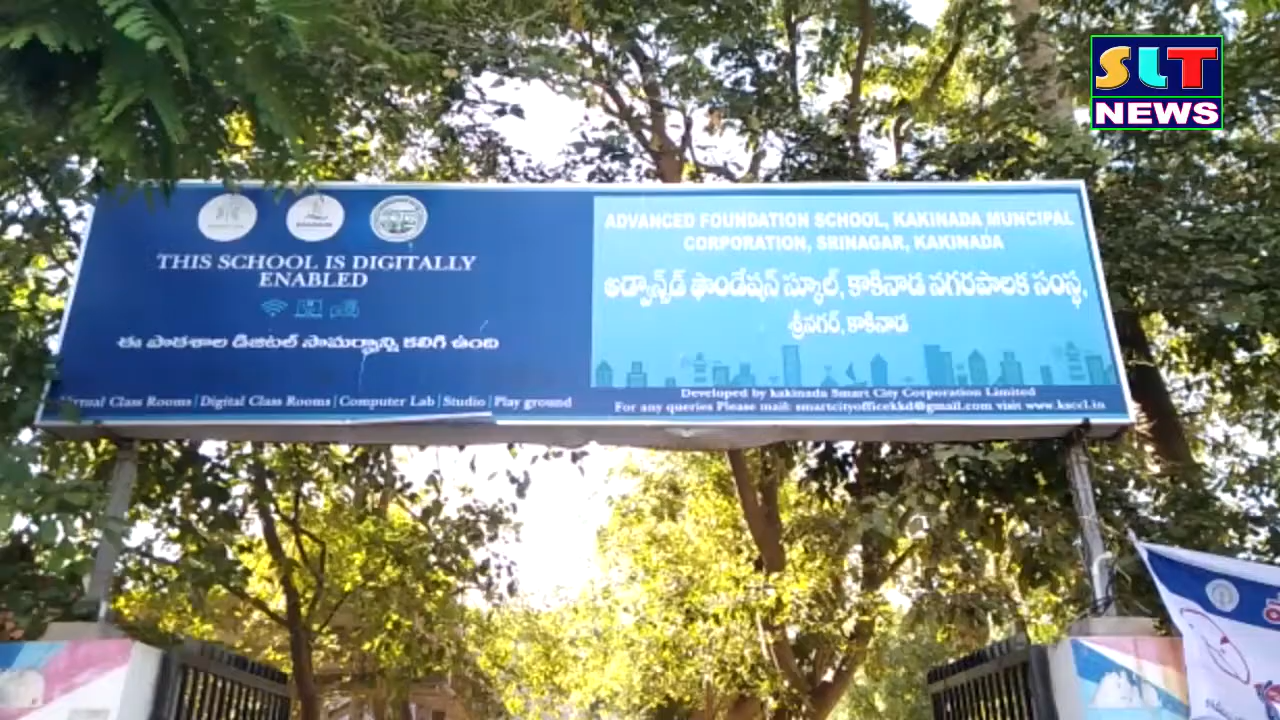 SLT
NEWS
THIS SCHOOL IS DIGITALLY
ENABLED
ఈ పాఠశాల డిజిటల్ సామర్థ్యాన్ని కలిగి ఉంది
Virtual Class Rooms | Digital Class Rooms | Computer Lab | Studio | Play ground
ADVANCED FOUNDATION SCHOOL, KAKINADA MUNCIPAL
CORPORATION, SRINAGAR, KAKINADA
అడ్వాన్స్‌డ్ ఫౌండేషన్ స్కూల్, కాకినాడ నగరపాలక సంస్థ,
శ్రీనగర్, కాకినాడ
Developed by kakinada Smart City Corporation Limited
For any queries Please mail: smartcityofficekkd@gmail.com visit www.ksccl.in